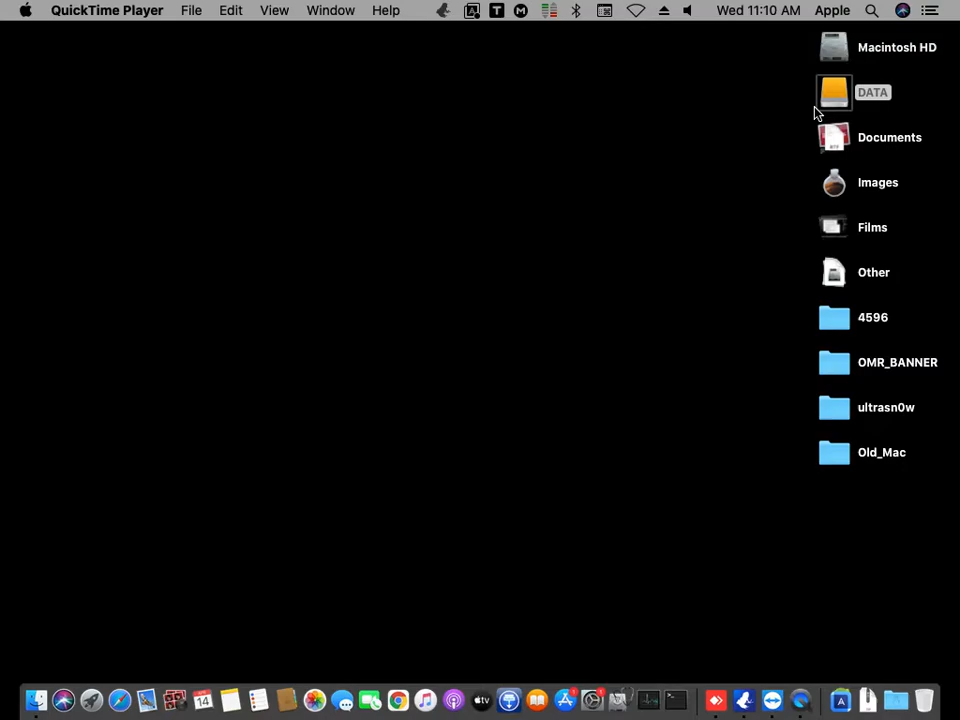 QuickTime Player File Edit View Window Help Wed 11:10 AM Apple
Macintosh HD
DATA
Documents
Images
Films
Other
4596
OMR_BANNER
ultrasn0w
Old_Mac
14